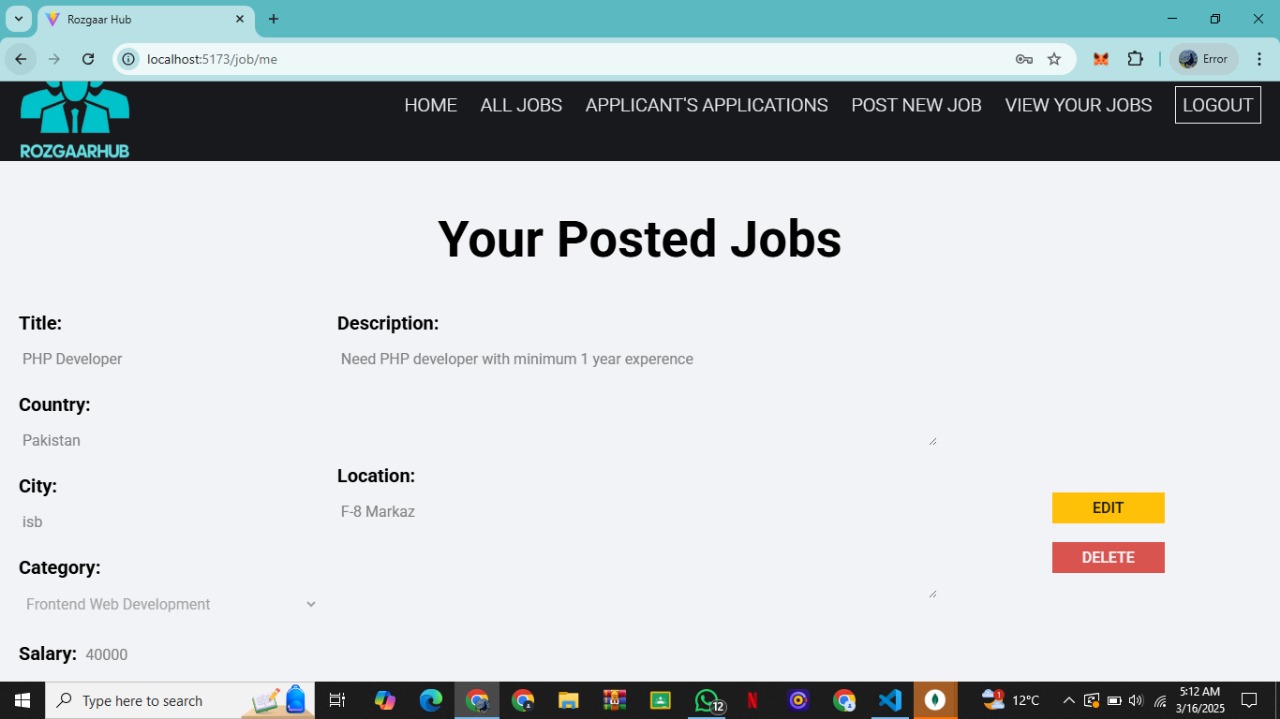 Rozgaar Hub
localhost:5173/job/me
Error
ROZGAARHUB
HOME
ALL JOBS
APPLICANT'S APPLICATIONS
POST NEW JOB
VIEW YOUR JOBS
LOGOUT
Your Posted Jobs
Title:
PHP Developer
Country:
Pakistan
City:
isb
Category:
Frontend Web Development
Salary: 40000
Description:
Need PHP developer with minimum 1 year experence
Location:
F-8 Markaz
EDIT
DELETE
Type here to search
12
N
1
12°C
5:12 AM
3/16/2025